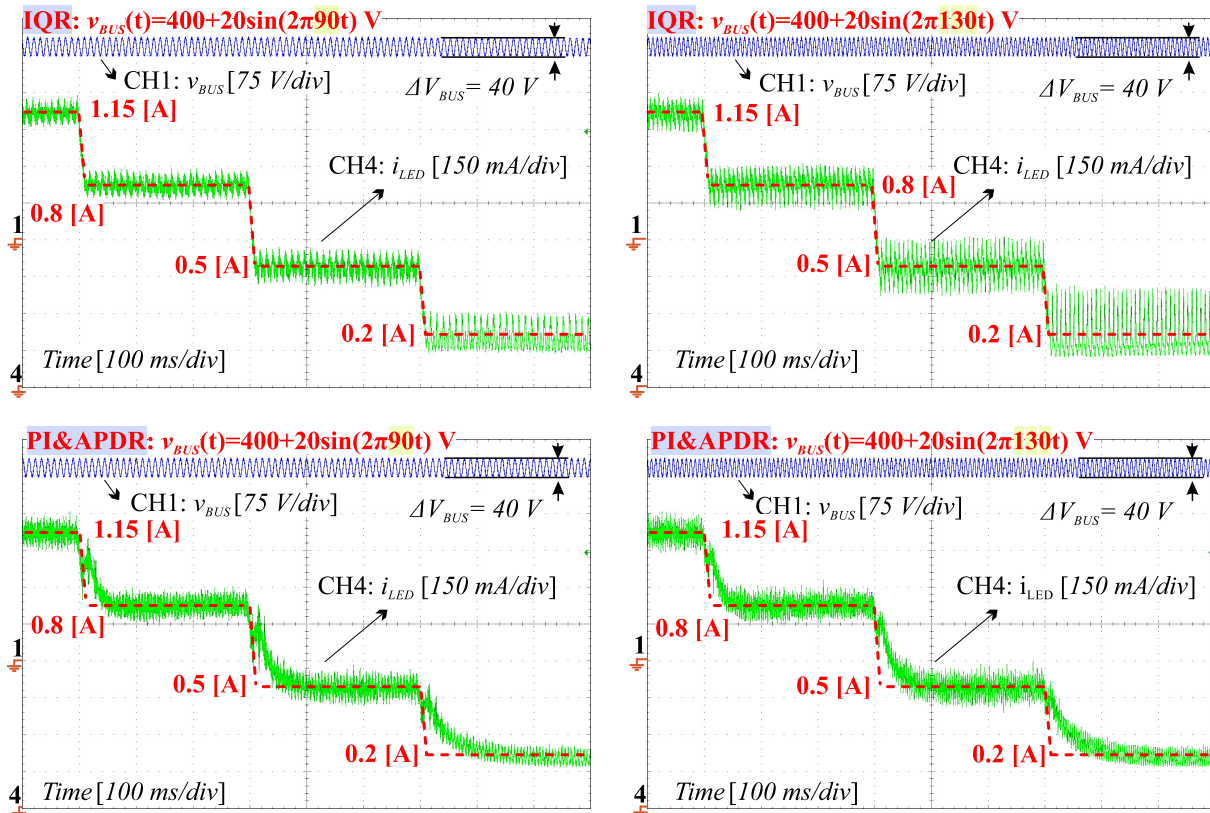 IQR: vBUS(t)=400+20sin(2π90t) V
CH1: vBUS [75 V/div]
ΔVBUS= 40 V
1.15 [A]
CH4: iLED [150 mA/div]
0.8 [A]
1
0.5 [A]
0.2 [A]
Time [100 ms/div]
4
IQR: vBUS(t)=400+20sin(2π130t) V
CH1: vBUS [75 V/div]
ΔVBUS= 40 V
1.15 [A]
CH4: iLED [150 mA/div]
0.8 [A]
1
0.5 [A]
0.2 [A]
Time [100 ms/div]
4
PI&APDR: vBUS(t)=400+20sin(2π90t) V
CH1: vBUS [75 V/div]
ΔVBUS= 40 V
1.15 [A]
CH4: iLED [150 mA/div]
0.8 [A]
1
0.5 [A]
0.2 [A]
Time [100 ms/div]
4
PI&APDR: vBUS(t)=400+20sin(2π130t) V
CH1: vBUS [75 V/div]
ΔVBUS= 40 V
1.15 [A]
CH4: iLED [150 mA/div]
0.8 [A]
1
0.5 [A]
0.2 [A]
Time [100 ms/div]
4